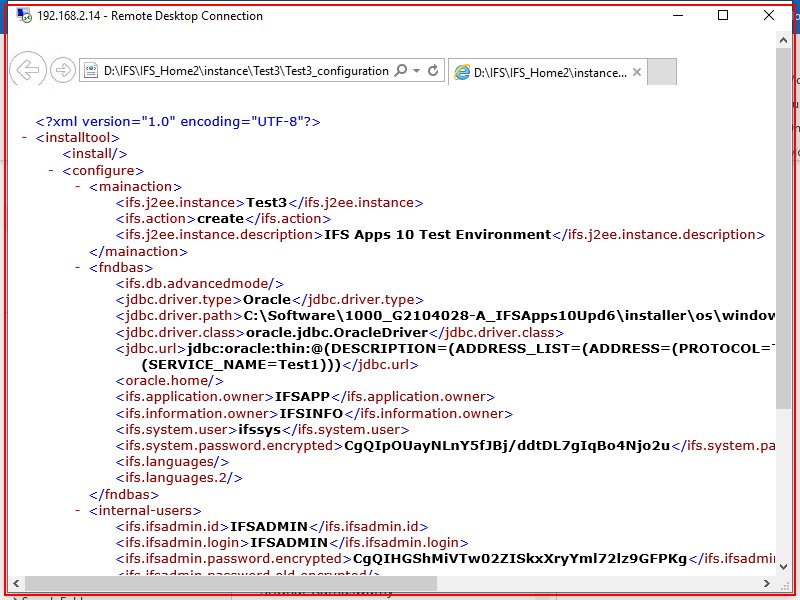 192.168.2.14 - Remote Desktop Connection
D:\IFS\IFS_Home2\instance\Test3\Test3_configuration
D:\IFS\IFS_Home2\instance...
<?xml version="1.0" encoding="UTF-8"?>
- <installtool>
<install/>
- <configure>
- <mainaction>
<ifs.j2ee.instance>Test3</ifs.j2ee.instance>
<ifs.action>create</ifs.action>
<ifs.j2ee.instance.description>IFS Apps 10 Test Environment</ifs.j2ee.instance.description>
</mainaction>
- <fndbas>
<ifs.db.advancedmode/>
<jdbc.driver.type>Oracle</jdbc.driver.type>
<jdbc.driver.path>C:\Software\1000_G2104028-A_IFSApps10Upd6\installer\os\window
<jdbc.driver.class>oracle.jdbc.OracleDriver</jdbc.driver.class>
<jdbc.url>jdbc:oracle:thin:@(DESCRIPTION=(ADDRESS_LIST=(ADDRESS=(PROTOCOL=
(SERVICE_NAME=Test1)))</jdbc.url>
<oracle.home/>
<ifs.application.owner>IFSAPP</ifs.application.owner>
<ifs.information.owner>IFSINFO</ifs.information.owner>
<ifs.system.user>ifssys</ifs.system.user>
<ifs.system.password.encrypted>CgQIpOUayNLnY5fJBj/ddtDL7gIqBo4Njo2u</ifs.system.pa
<ifs.languages/>
<ifs.languages.2/>
</fndbas>
- <internal-users>
<ifs.ifsadmin.id>IFSADMIN</ifs.ifsadmin.id>
<ifs.ifsadmin.login>IFSADMIN</ifs.ifsadmin.login>
<ifs.ifsadmin.password.encrypted>CgQIHGShMiVTw02ZISkxXryYml72lz9GFPKg</ifs.ifsadmin
<ifs.ifsadmin.password.old.encrypted/>